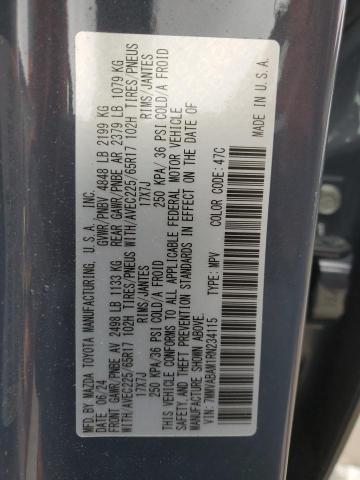 MFD. BY MAZDA TOYOTA MANUFACTURING, U.S.A. INC.
DATE: 06/24 GVWR/PNBV 4848 LB 2199 KG
FRONT GAWR/PNBE AV 2498 LB 1133 KG REAR GAWR/PNBE AR 2379 LB 1079 KG
WITH/AVEC225/65R17 102H TIRES/PNEUS WITH/AVEC225/65R17 102H TIRES/PNEUS
17X7J RIMS/JANTES 17X7J RIMS/JANTES
250 KPA/36 PSI COLD/A FROID 250 KPA/36 PSI COLD/A FROID
THIS VEHICLE CONFORMS TO ALL APPLICABLE FEDERAL MOTOR VEHICLE
SAFETY,AND THEFT PREVENTION STANDARDS IN EFFECT ON THE DATE OF
MANUFACTURE SHOWN ABOVE.
VIN: 7MMVABAM1RN234115 TYPE: MPV COLOR CODE: 47C MADE IN U.S.A.